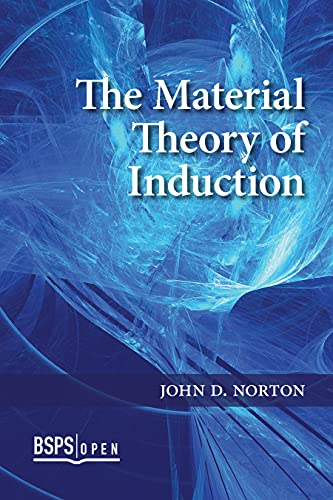 The Material
Theory of
Induction
JOHN D. NORTON
BSPS OPEN